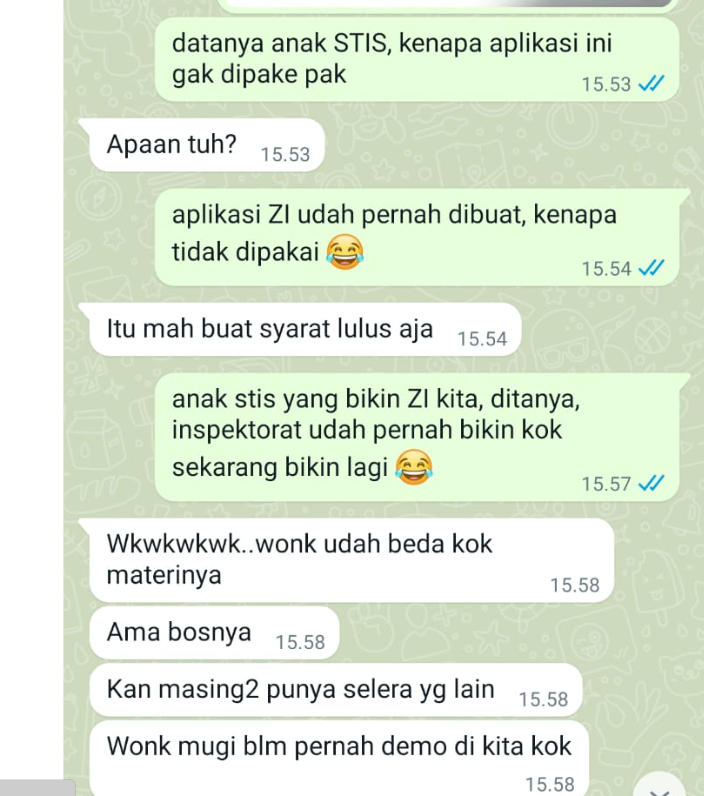 datanya anak STIS, kenapa aplikasi ini
gak dipake pak
15.53
Apaan tuh?
15.53
aplikasi ZI udah pernah dibuat, kenapa
tidak dipakai 😂
15.54
Itu mah buat syarat lulus aja
15.54
anak stis yang bikin ZI kita, ditanya,
inspektorat udah pernah bikin kok
sekarang bikin lagi 😂
15.57
Wkwkwkwk..wonk udah beda kok
materinya
15.58
Ama bosnya
15.58
Kan masing2 punya selera yg lain
15.58
Wonk mugi blm pernah demo di kita kok
15.58